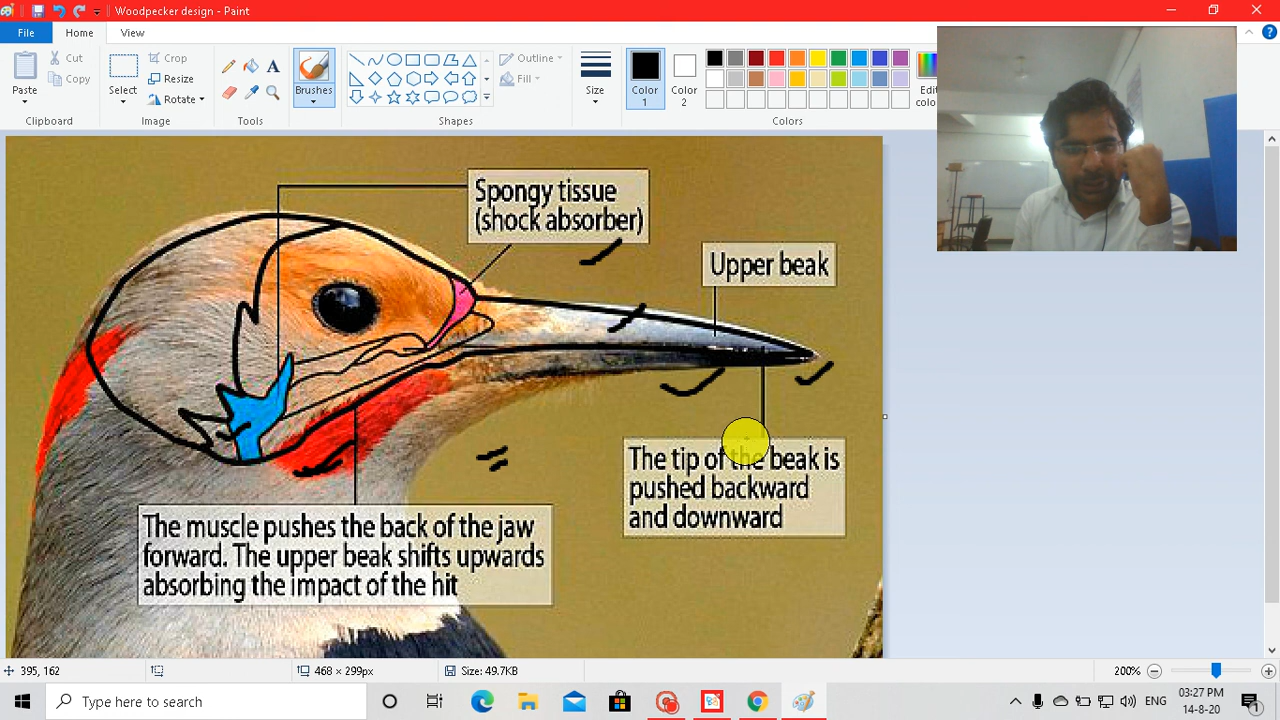 Woodpecker design - Paint
File
Home
View
Paste
Cut
Copy
Clipboard
Select
Crop
Resize
Rotate
Image
A
Tools
Brushes
Shapes
Outline
Fill
Size
Color
1
Color
2
Colors
Edit
Spongy tissue
(shock absorber)
Upper beak
The tip of the beak is
pushed backward
and downward
The muscle pushes the back of the jaw
forward. The upper beak shifts upwards
absorbing the impact of the hit
395, 162
468 × 299px
Size: 49.7KB
200%
Type here to search
ENG
03:27 PM
14-8-20
1